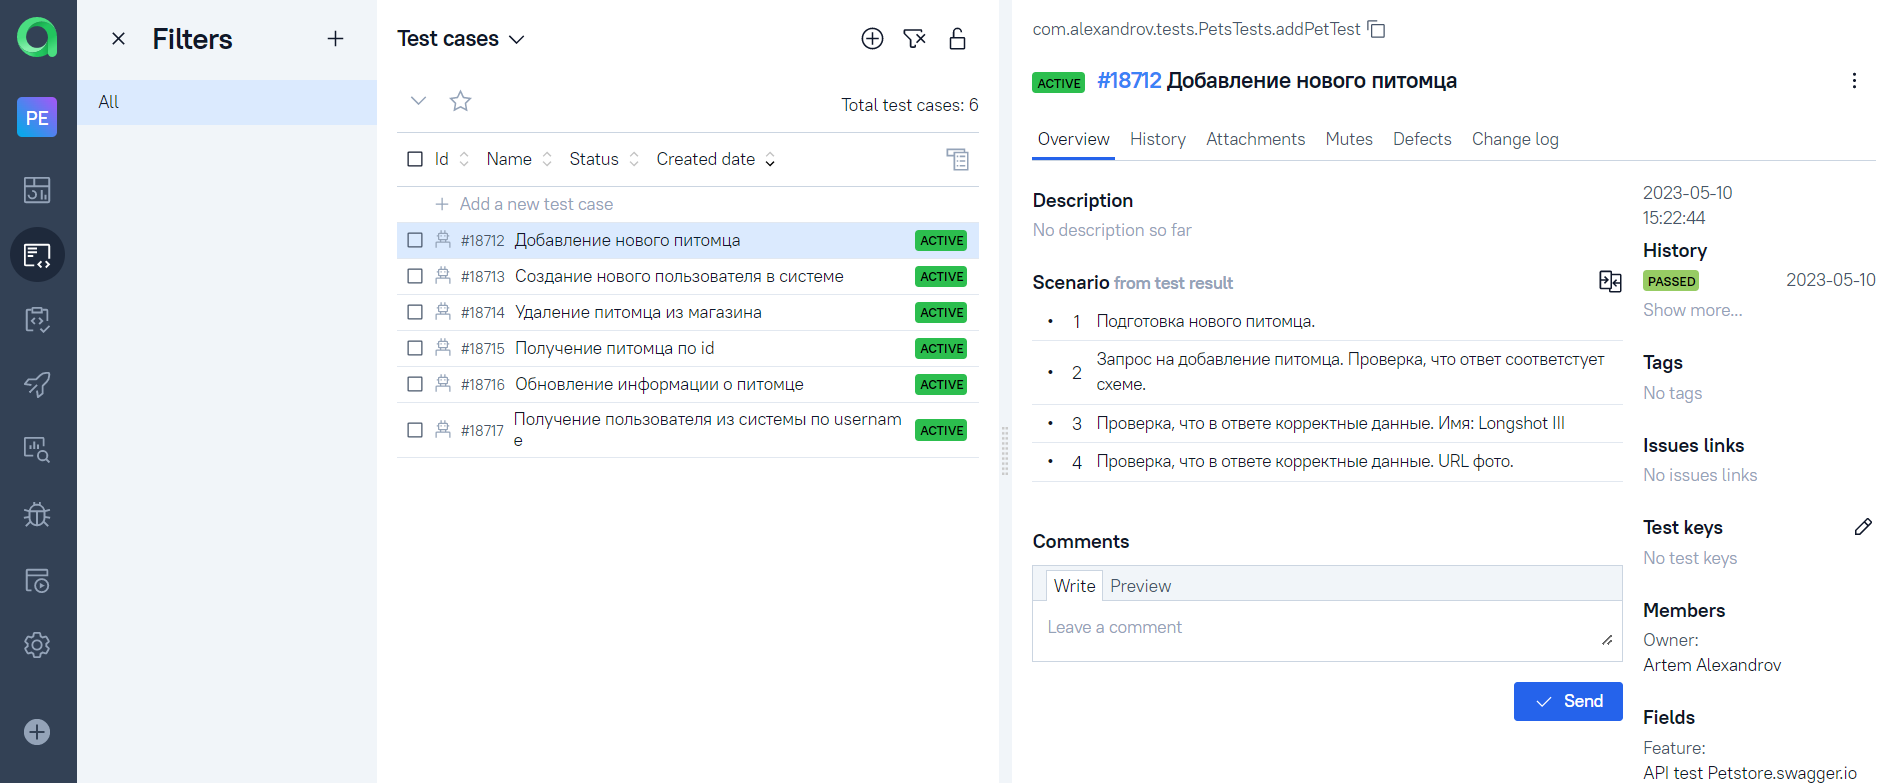 PE
Filters
All
Test cases
Total test cases: 6
Id Name Status Created date
Add a new test case
#18712 Добавление нового питомца ACTIVE
#18713 Создание нового пользователя в системе ACTIVE
#18714 Удаление питомца из магазина ACTIVE
#18715 Получение питомца по id ACTIVE
#18716 Обновление информации о питомце ACTIVE
#18717 Получение пользователя из системы по usernam
e ACTIVE
com.alexandrov.tests.PetsTests.addPetTest
ACTIVE #18712 Добавление нового питомца
Overview History Attachments Mutes Defects Change log
Description
No description so far
Scenario from test result
• 1 Подготовка нового питомца.
• 2 Запрос на добавление питомца. Проверка, что ответ соответстует
схеме.
• 3 Проверка, что в ответе корректные данные. Имя: Longshot III
• 4 Проверка, что в ответе корректные данные. URL фото.
Comments
Write Preview
Leave a comment
Send
2023-05-10
15:22:44
History
PASSED 2023-05-10
Show more...
Tags
No tags
Issues links
No issues links
Test keys
No test keys
Members
Owner:
Artem Alexandrov
Fields
Feature:
API test Petstore.swagger.io